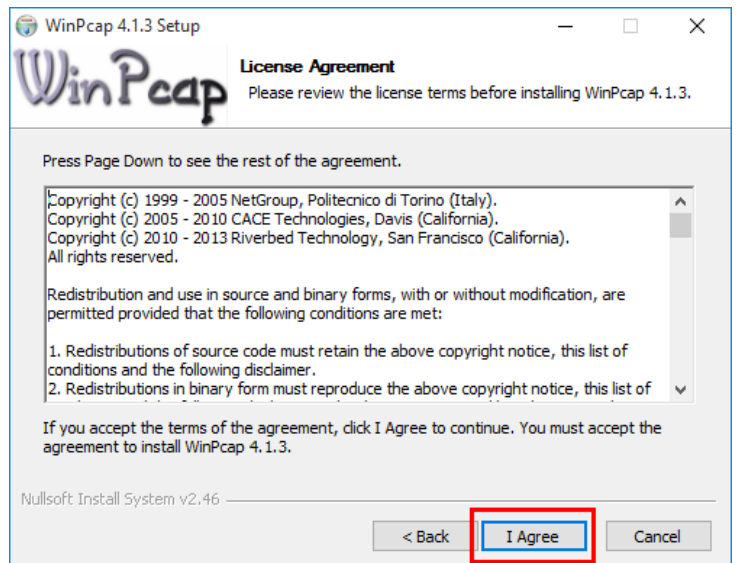 WinPcap 4.1.3 Setup
WinPcap
License Agreement
Please review the license terms before installing WinPcap 4.1.3.
Press Page Down to see the rest of the agreement.
Copyright (c) 1999 - 2005 NetGroup, Politecnico di Torino (Italy).
Copyright (c) 2005 - 2010 CACE Technologies, Davis (California).
Copyright (c) 2010 - 2013 Riverbed Technology, San Francisco (California).
All rights reserved.
Redistribution and use in source and binary forms, with or without modification, are
permitted provided that the following conditions are met:
1. Redistributions of source code must retain the above copyright notice, this list of
conditions and the following disclaimer.
2. Redistributions in binary form must reproduce the above copyright notice, this list of
If you accept the terms of the agreement, click I Agree to continue. You must accept the
agreement to install WinPcap 4.1.3.
Nullsoft Install System v2.46
< Back
I Agree
Cancel